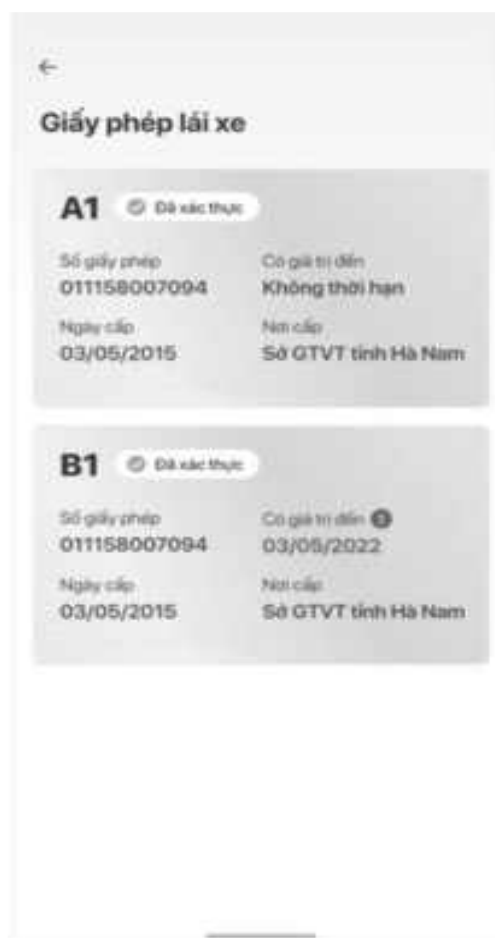 Giấy phép lái xe
A1 Đã xác thực
Số giấy phép Có giá trị đến
011158007094 Không thời hạn
Ngày cấp Nơi cấp
03/05/2015 Sở GTVT tỉnh Hà Nam
B1 Đã xác thực
Số giấy phép Có giá trị đến
011158007094 03/05/2022
Ngày cấp Nơi cấp
03/05/2015 Sở GTVT tỉnh Hà Nam